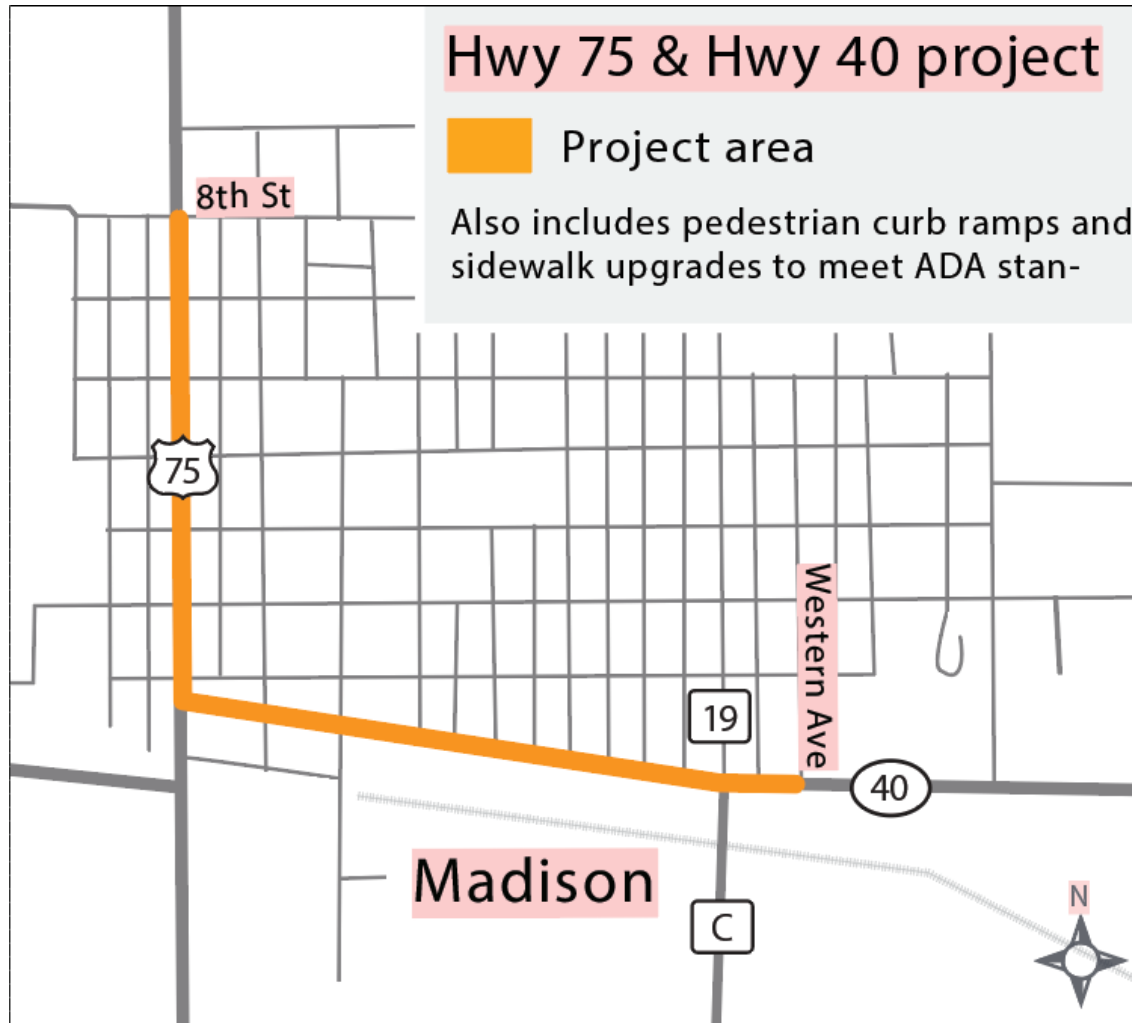 Hwy 75 & Hwy 40 project
Project area
Also includes pedestrian curb ramps and
sidewalk upgrades to meet ADA stan-
8th St
75
Western Ave
19
40
Madison
C
N